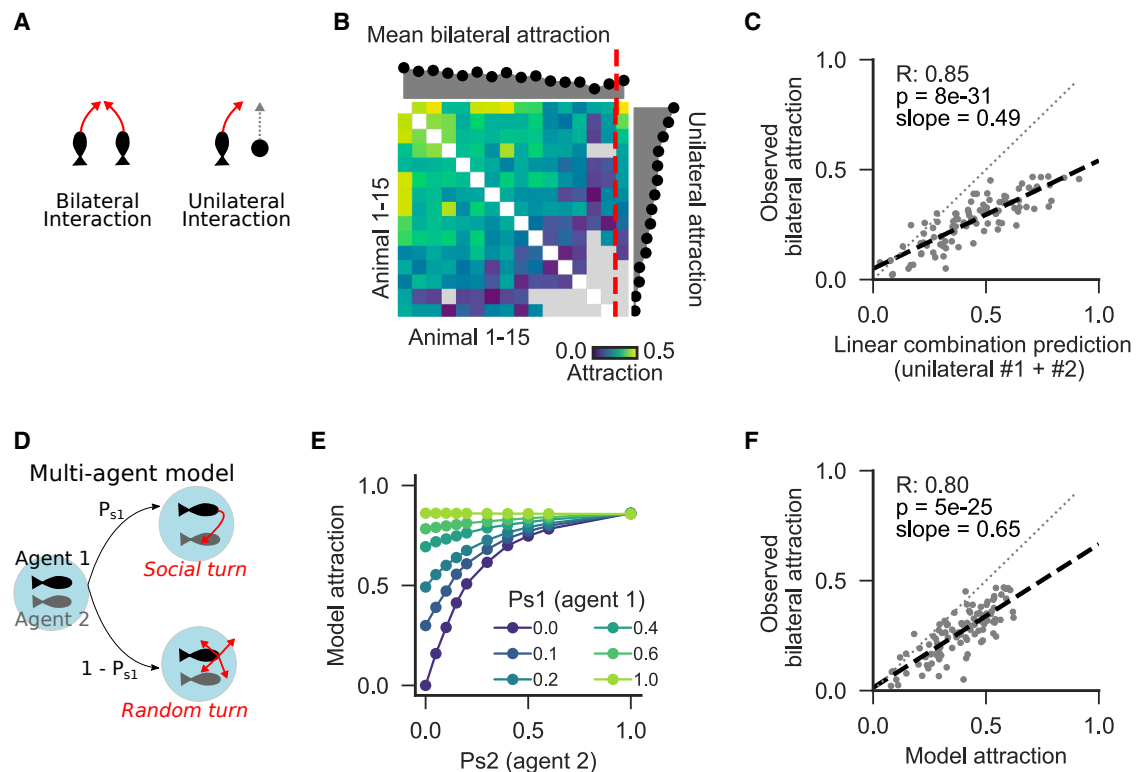 A
Bilateral
Interaction
Unilateral
Interaction
B
Mean bilateral attraction
Unilateral attraction
Animal 1-15
Animal 1-15
0.0
0.5
Attraction
C
1.0
0.5
0.0
Observed
bilateral attraction
R: 0.85
p = 8e-31
slope = 0.49
0.0
0.5
1.0
Linear combination prediction
(unilateral #1 + #2)
D
Multi-agent model
Ps1
Agent 1
Agent 2
Social turn
1 - Ps1
Random turn
E
1.0
0.5
0.0
Model attraction
Ps1 (agent 1)
0.0
0.4
0.1
0.6
0.2
1.0
0.0
0.5
1.0
Ps2 (agent 2)
F
1.0
0.5
0.0
Observed
bilateral attraction
R: 0.80
p = 5e-25
slope = 0.65
0.0
0.5
1.0
Model attraction